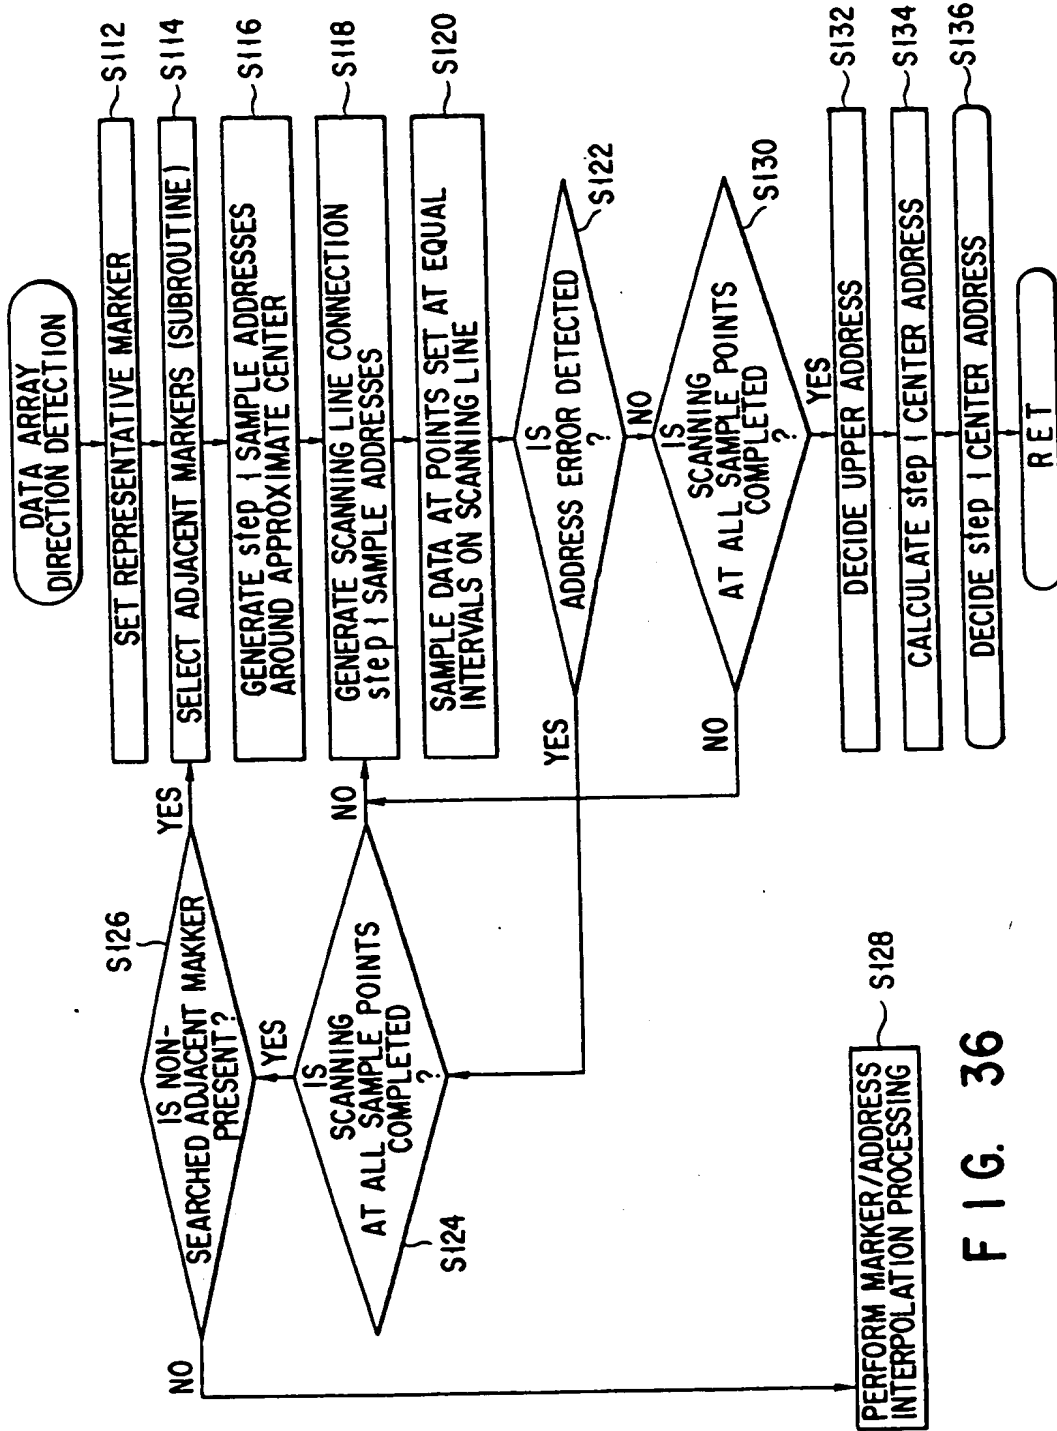 DATA ARRAY
DIRECTION DETECTION
SET REPRESENTATIVE MARKER
S112
SELECT ADJACENT MARKERS (SUBROUTINE)
S114
GENERATE step 1 SAMPLE ADDRESSES
AROUND APPROXIMATE CENTER
S116
GENERATE SCANNING LINE CONNECTION
step 1 SAMPLE ADDRESSES
S118
SAMPLE DATA AT POINTS SET AT EQUAL
INTERVALS ON SCANNING LINE
S120
IS
ADDRESS ERROR DETECTED
?
S122
YES
NO
IS
SCANNING
AT ALL SAMPLE POINTS
COMPLETED
?
S130
NO
YES
DECIDE UPPER ADDRESS
S132
CALCULATE step 1 CENTER ADDRESS
S134
DECIDE step 1 CENTER ADDRESS
S136
RET
S126
IS NON-
SEARCHED ADJACENT MAKKER
PRESENT?
YES
NO
YES
IS
SCANNING
AT ALL SAMPLE POINTS
COMPLETED
?
S124
NO
PERFORM MARKER/ADDRESS
INTERPOLATION PROCESSING
S128
FIG. 36